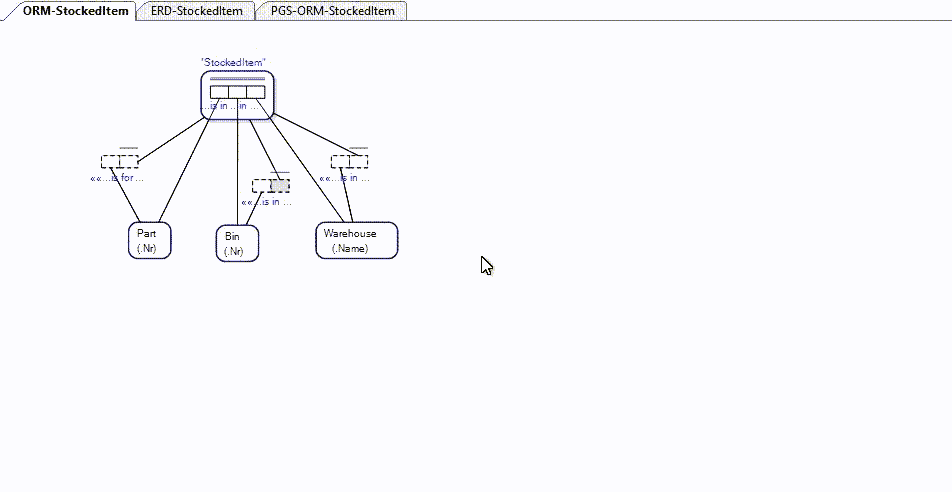 ORM-StockedItem ERD-StockedItem PGS-ORM-StockedItem
"StockedItem"
...is in ... in ...
««...is for ...
««...is in ...
««...is in ...
Part
(.Nr)
Bin
(.Nr)
Warehouse
(.Name)